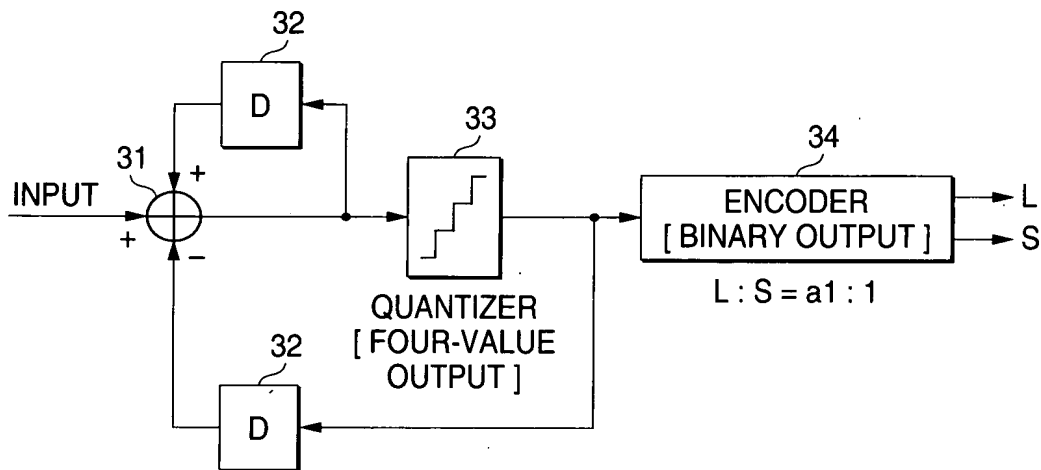 32
D
31
+
INPUT
+
−
33
34
ENCODER
[ BINARY OUTPUT ]
L
S
L : S = a1 : 1
QUANTIZER
[ FOUR-VALUE
OUTPUT ]
32
D